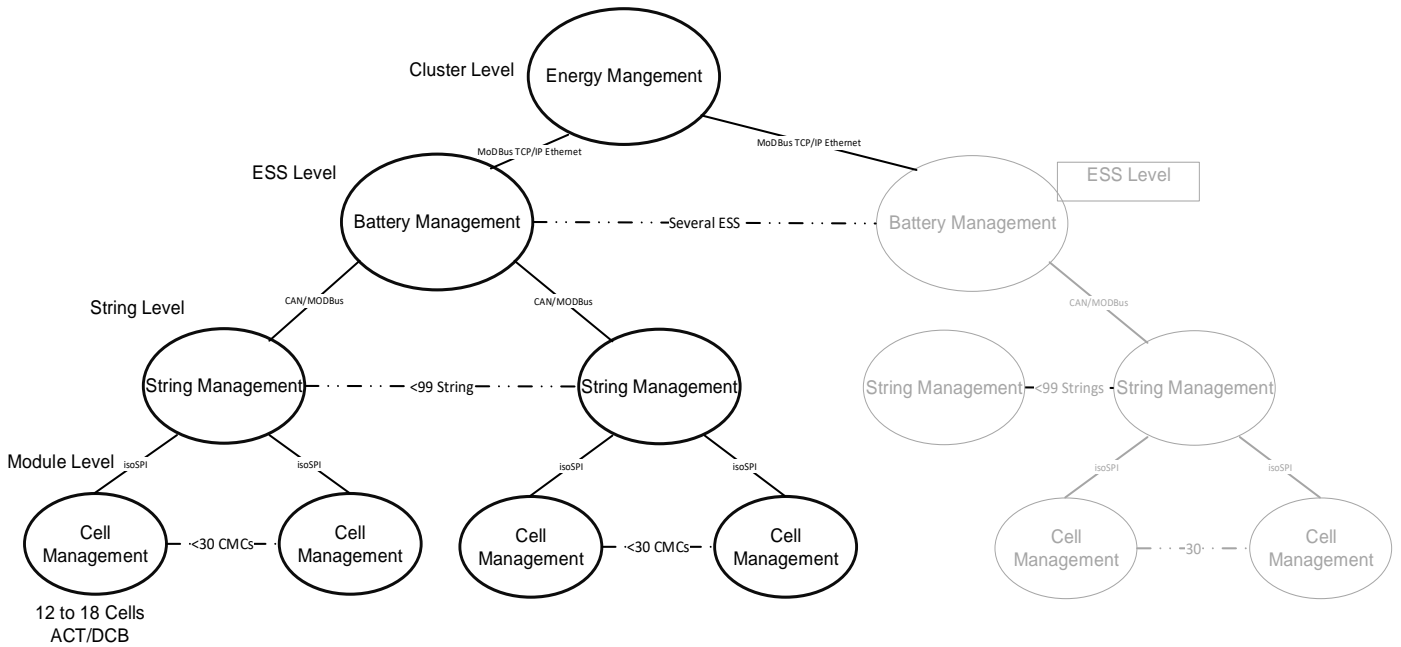 Cluster Level
Energy Mangement
MoDBus TCP/IP Ethernet
MoDBus TCP/IP Ethernet
ESS Level
ESS Level
Battery Management
Several ESS
Battery Management
CAN/MODBus
CAN/MODBus
CAN/MODBus
String Level
String Management
<99 String
String Management
String Management
<99 Strings
String Management
Module Level
isoSPI
isoSPI
isoSPI
isoSPI
isoSPI
isoSPI
Cell
Management
<30 CMCs
Cell
Management
Cell
Management
<30 CMCs
Cell
Management
Cell
Management
30
Cell
Management
12 to 18 Cells
ACT/DCB